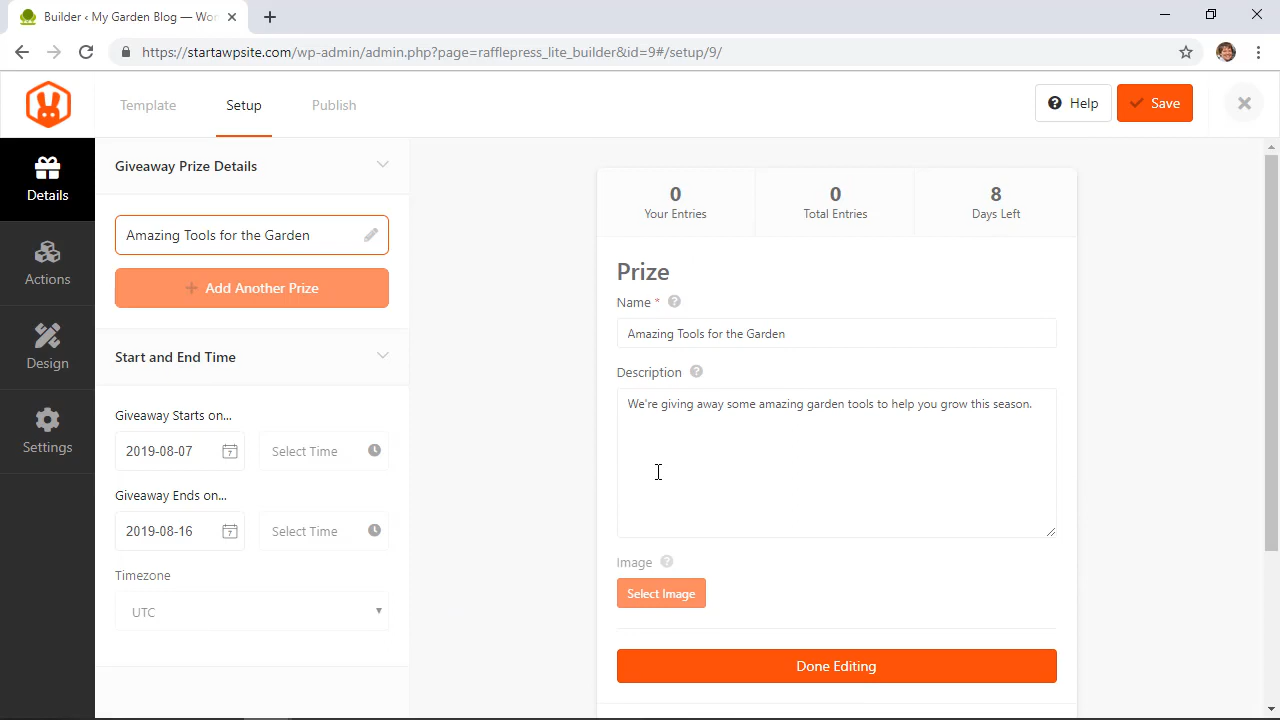 Builder ‹ My Garden Blog — Wor
https://startawpsite.com/wp-admin/admin.php?page=rafflepress_lite_builder&id=9#/setup/9/
Template
Setup
Publish
Help
Save
Details
Actions
Design
Settings
Giveaway Prize Details
Amazing Tools for the Garden
Add Another Prize
Start and End Time
Giveaway Starts on...
2019-08-07
7
Select Time
Giveaway Ends on...
2019-08-16
7
Select Time
Timezone
UTC
0
Your Entries
0
Total Entries
8
Days Left
Prize
Name *
Amazing Tools for the Garden
Description
We're giving away some amazing garden tools to help you grow this season.
Image
Select Image
Done Editing